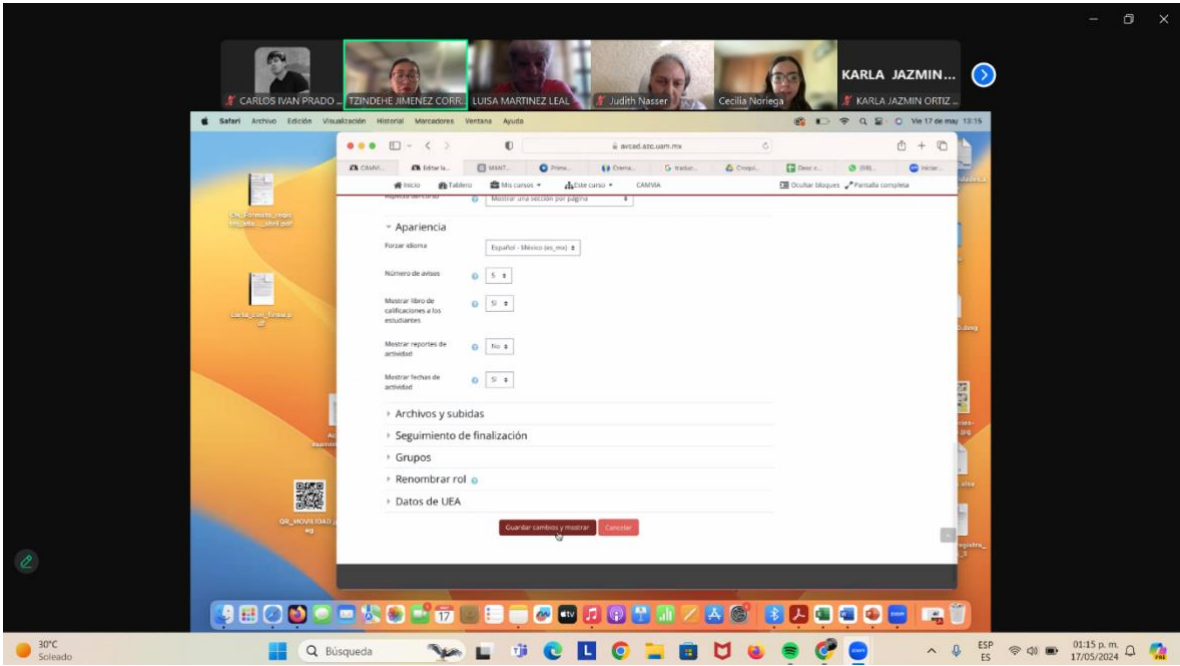 CARLOS IVAN PRADO
TZINDEHE JIMENEZ CORR...
LUISA MARTINEZ LEAL
Judith Nasser
Cecilia Noriega
KARLA JAZMIN...
KARLA JAZMIN ORTIZ
Safari Archivo Edición Visualización Historial Marcadores Ventana Ayuda
Vie 17 de may 13:15
avcad.azc.uam.mx
Inicio Tablero Mis cursos Este curso CAMVIA
Ocultar bloques Pantalla completa
Mostrar una sección por página
Apariencia
Forzar idioma
Español - México (es_mx)
Número de avisos
5
Mostrar libro de
calificaciones a los
estudiantes
Sí
Mostrar reportes de
actividad
No
Mostrar fechas de
actividad
Sí
Archivos y subidas
Seguimiento de finalización
Grupos
Renombrar rol
Datos de UEA
Guardar cambios y mostrar
Cancelar
17
30°C
Soleado
Búsqueda
ESP
ES
01:15 p. m.
17/05/2024